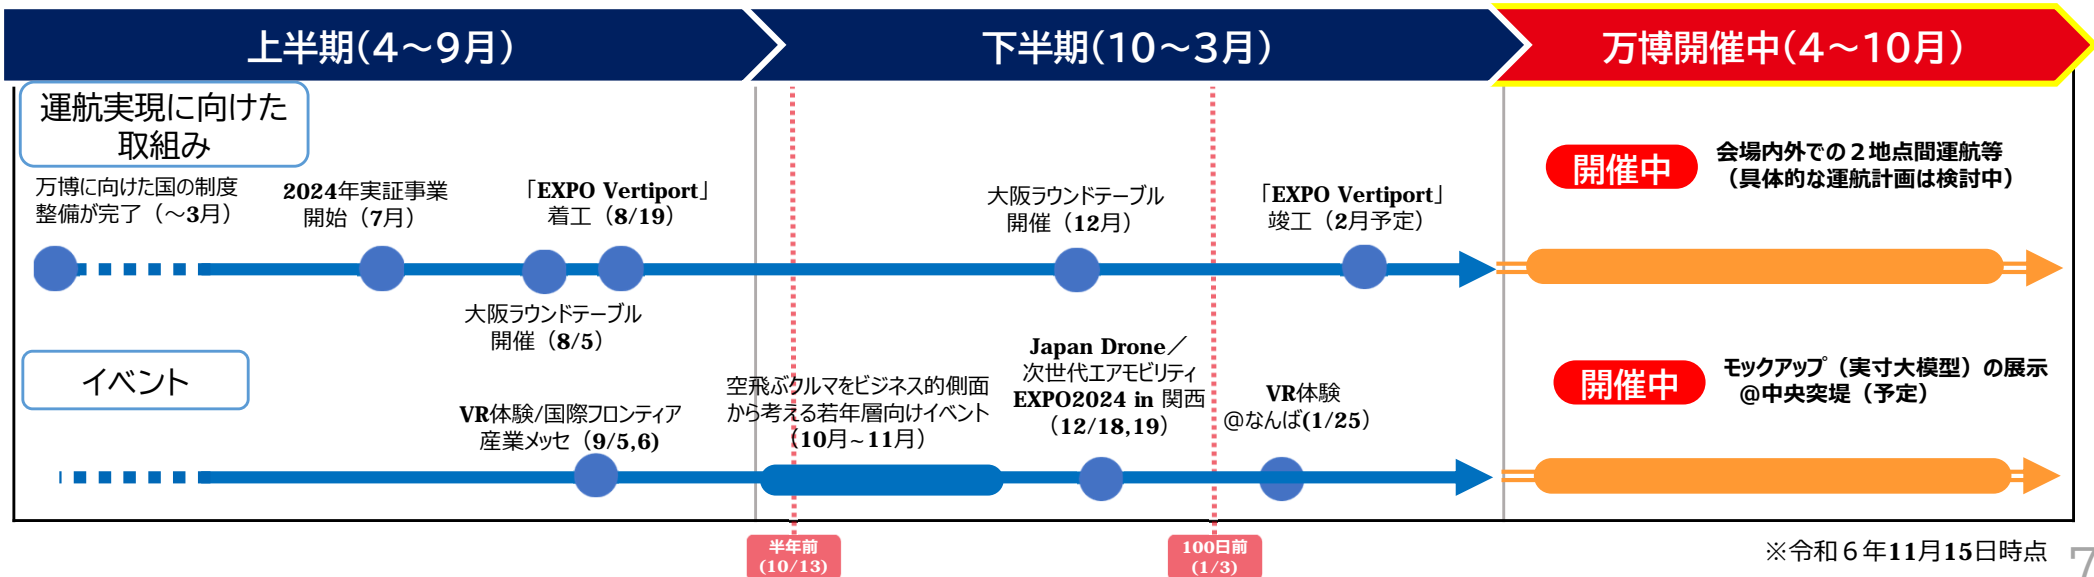 上半期(4～9月)
下半期(10～3月)
万博開催中(4～10月)
運航実現に向けた
取組み
万博に向けた国の制度
整備が完了（～3月）
2024年実証事業
開始（7月）
「EXPO Vertiport」
着工（8/19）
大阪ラウンドテーブル
開催（8/5）
大阪ラウンドテーブル
開催（12月）
「EXPO Vertiport」
竣工（2月予定）
開催中
会場内外での２地点間運航等
（具体的な運航計画は検討中）
イベント
VR体験/国際フロンティア
産業メッセ（9/5,6)
空飛ぶクルマをビジネス的側面
から考える若年層向けイベント
（10月~11月）
Japan Drone／
次世代エアモビリティ
EXPO2024 in 関西
（12/18,19）
VR体験
@なんば(1/25）
開催中
モックアップ（実寸大模型）の展示
@中央突堤（予定）
半年前
(10/13)
100日前
(1/3)
※令和６年11月15日時点
7